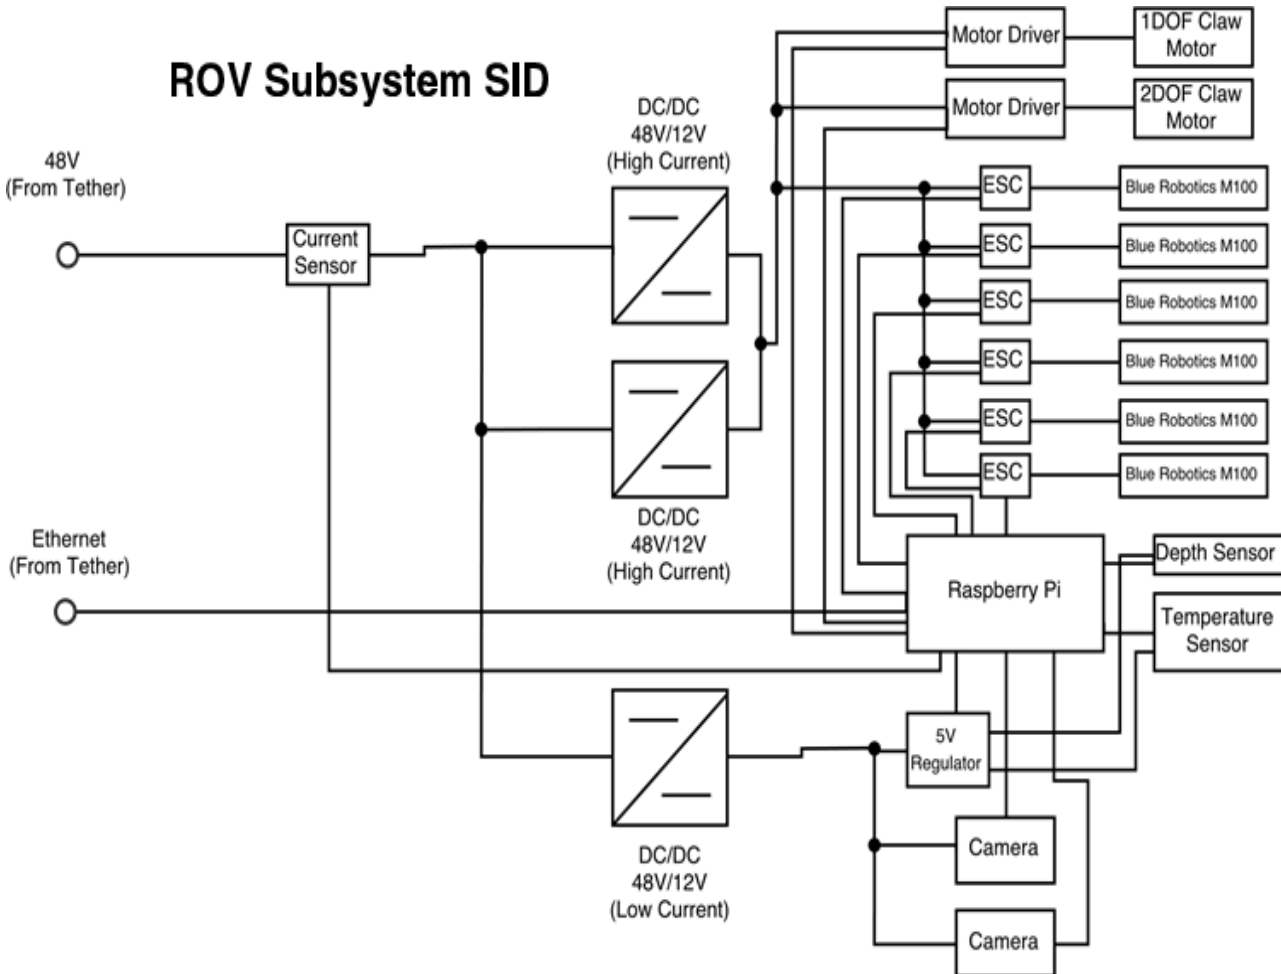 ROV Subsystem SID
48V
(From Tether)
Current
Sensor
DC/DC
48V/12V
(High Current)
DC/DC
48V/12V
(High Current)
Motor Driver
1DOF Claw
Motor
Motor Driver
2DOF Claw
Motor
ESC
Blue Robotics M100
ESC
Blue Robotics M100
ESC
Blue Robotics M100
ESC
Blue Robotics M100
ESC
Blue Robotics M100
ESC
Blue Robotics M100
Ethernet
(From Tether)
Raspberry Pi
Depth Sensor
Temperature
Sensor
5V
Regulator
DC/DC
48V/12V
(Low Current)
Camera
Camera